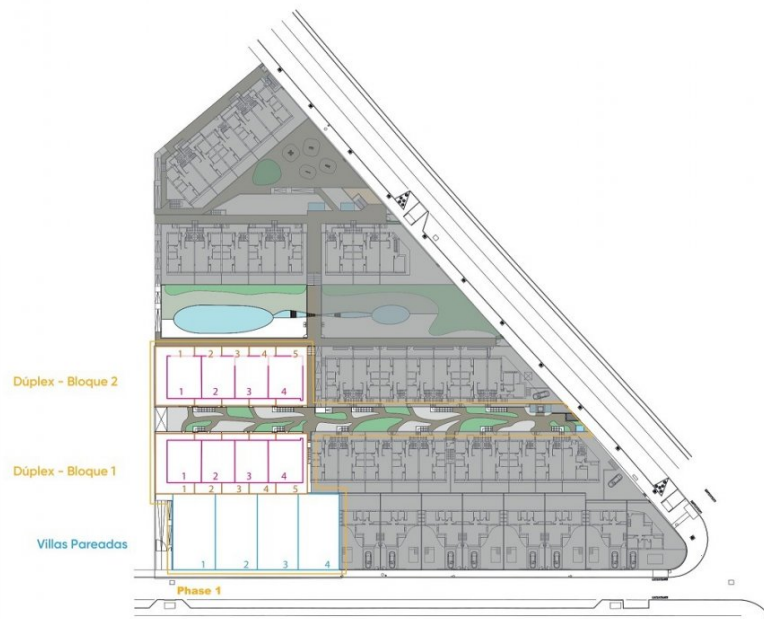 1 2 3 4 5
Dúplex - Bloque 2
1 2 3 4
Dúplex - Bloque 1
1 2 3 4
1 2 3 4 5
Villas Pareadas
1 2 3 4
Phase 1